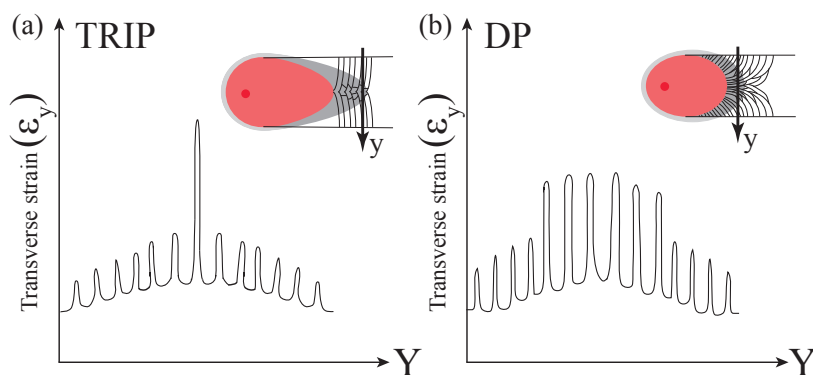 (a) TRIP
Transverse strain (εy)
y
Y
(b) DP
Transverse strain (εy)
y
Y